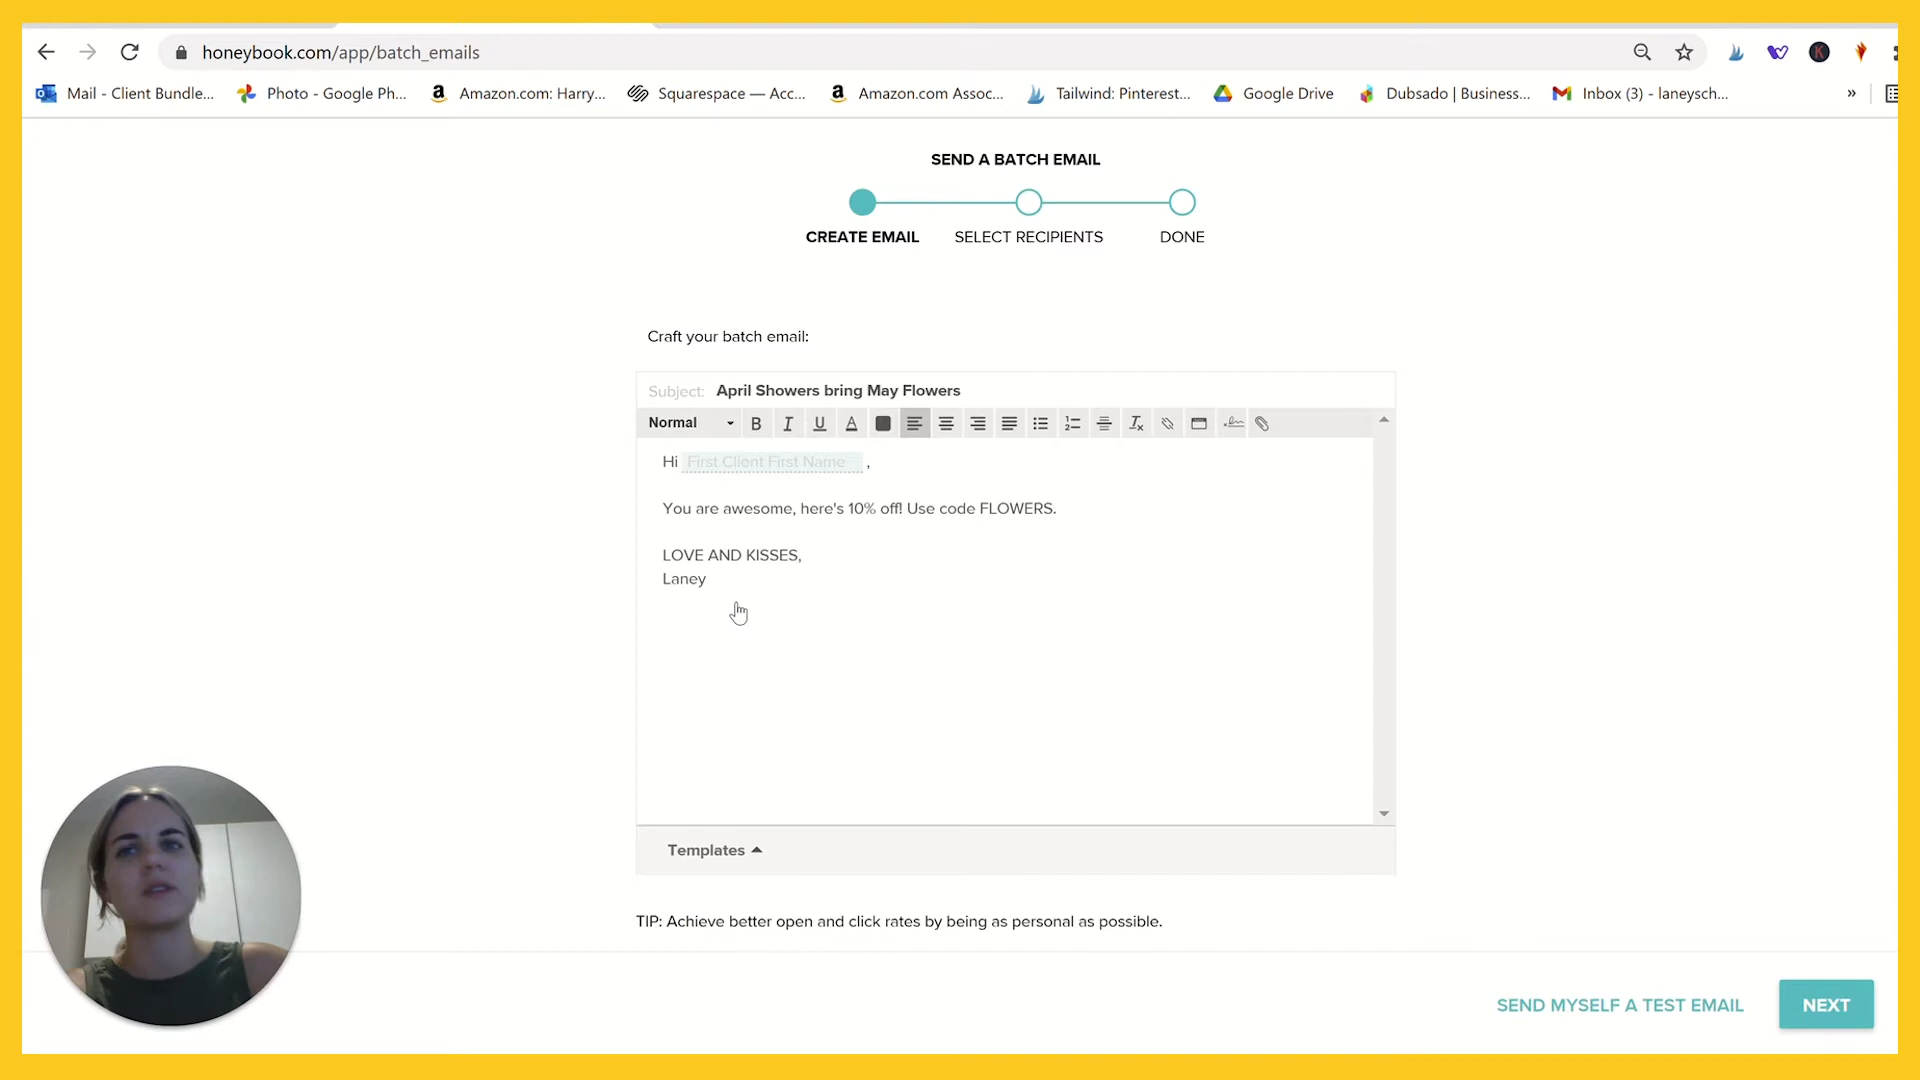 honeybook.com/app/batch_emails
Mail - Client Bundle... Photo - Google Ph... Amazon.com: Harry... Squarespace — Acc... Amazon.com Assoc... Tailwind: Pinterest... Google Drive Dubsado | Business... Inbox (3) - laneysch... »
SEND A BATCH EMAIL
CREATE EMAIL SELECT RECIPIENTS DONE
Craft your batch email:
Subject: April Showers bring May Flowers
Normal B I U A
Hi First Client First Name ,
You are awesome, here's 10% off! Use code FLOWERS.
LOVE AND KISSES,
Laney
Templates
TIP: Achieve better open and click rates by being as personal as possible.
SEND MYSELF A TEST EMAIL NEXT